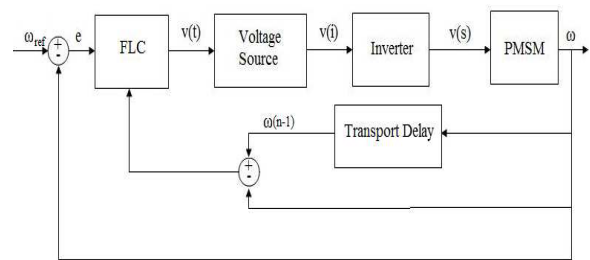 ωref
+
-
e
FLC
v(t)
Voltage
Source
v(i)
Inverter
v(s)
PMSM
ω
ω(n-1)
Transport Delay
+
-